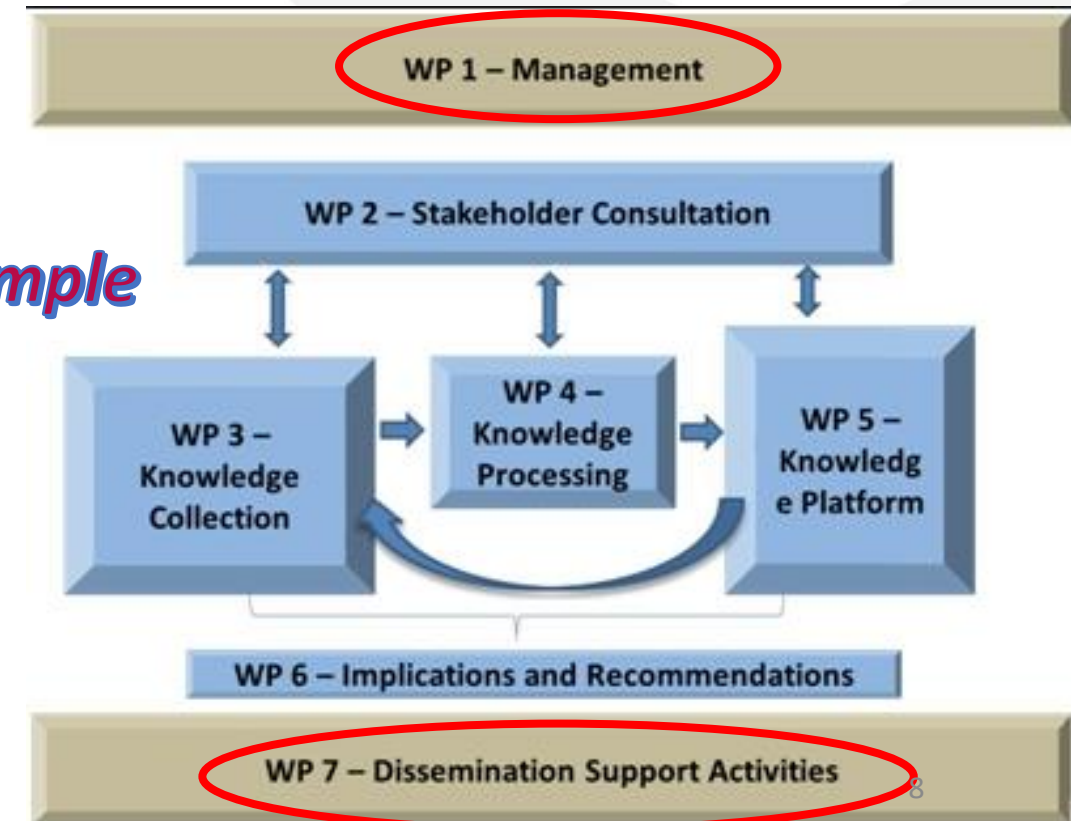 WP 1 – Management
WP 2 – Stakeholder Consultation
mple
WP 3 –
Knowledge
Collection
WP 4 –
Knowledge
Processing
WP 5 –
Knowledg
e Platform
WP 6 – Implications and Recommendations
WP 7 – Dissemination Support Activities
8